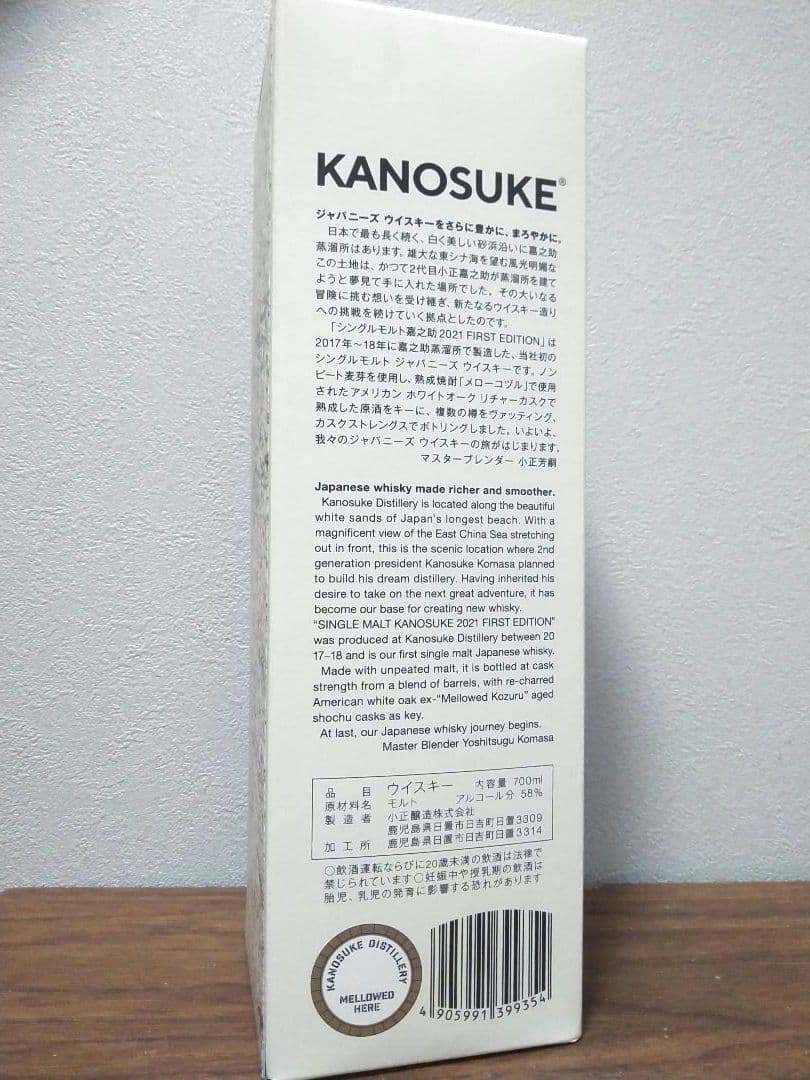 KANOSUKE®
ジャパニーズ ウイスキーをさらに豊かに、まろやかに。
日本で最も長く続く、白く美しい砂浜沿いに嘉之助
蒸溜所はあります。雄大な東シナ海を望む風光明媚な
この土地は、かつて2代目小正嘉之助が蒸溜所を建て
ようと夢見て手に入れた場所でした。その大いなる
冒険に挑む想いを受け継ぎ、新たなるウイスキー造り
への挑戦を続けていく拠点としたのです。
「シングルモルト嘉之助 2021 FIRST EDITION」は
2017年〜18年に嘉之助蒸溜所で製造した、当社初の
シングルモルト ジャパニーズ ウイスキーです。ノン
ピート麦芽を使用し、熟成焼酎「メローコヅル」で使用
されたアメリカン ホワイトオーク リチャーカスクで
熟成した原酒をキーに、複数の樽をヴァッティング、
カスクストレングスでボトリングしました。いよいよ、
我々のジャパニーズ ウイスキーの旅がはじまります。
マスターブレンダー 小正芳嗣
Japanese whisky made richer and smoother.
Kanosuke Distillery is located along the beautiful
white sands of Japan's longest beach. With a
magnificent view of the East China Sea stretching
out in front, this is the scenic location where 2nd
generation president Kanosuke Komasa planned
to build his dream distillery. Having inherited his
desire to take on the next great adventure, it has
become our base for creating new whisky.
"SINGLE MALT KANOSUKE 2021 FIRST EDITION"
was produced at Kanosuke Distillery between 20
17–18 and is our first single malt Japanese whisky.
Made with unpeated malt, it is bottled at cask
strength from a blend of barrels, with re-charred
American white oak ex-"Mellowed Kozuru" aged
shochu casks as key.
At last, our Japanese whisky journey begins.
Master Blender Yoshitsugu Komasa
品目 ウイスキー 内容量 700ml
原材料名 モルト アルコール分 58%
製造者 小正醸造株式会社
鹿児島県日置市日吉町日置3309
加工所 鹿児島県日置市日吉町日置3314
○飲酒運転ならびに20歳未満の飲酒は法律で
禁じられています○妊娠中や授乳期の飲酒は
胎児、乳児の発育に影響する恐れがあります
KANOSUKE DISTILLERY
MELLOWED
HERE
4 905991 399354